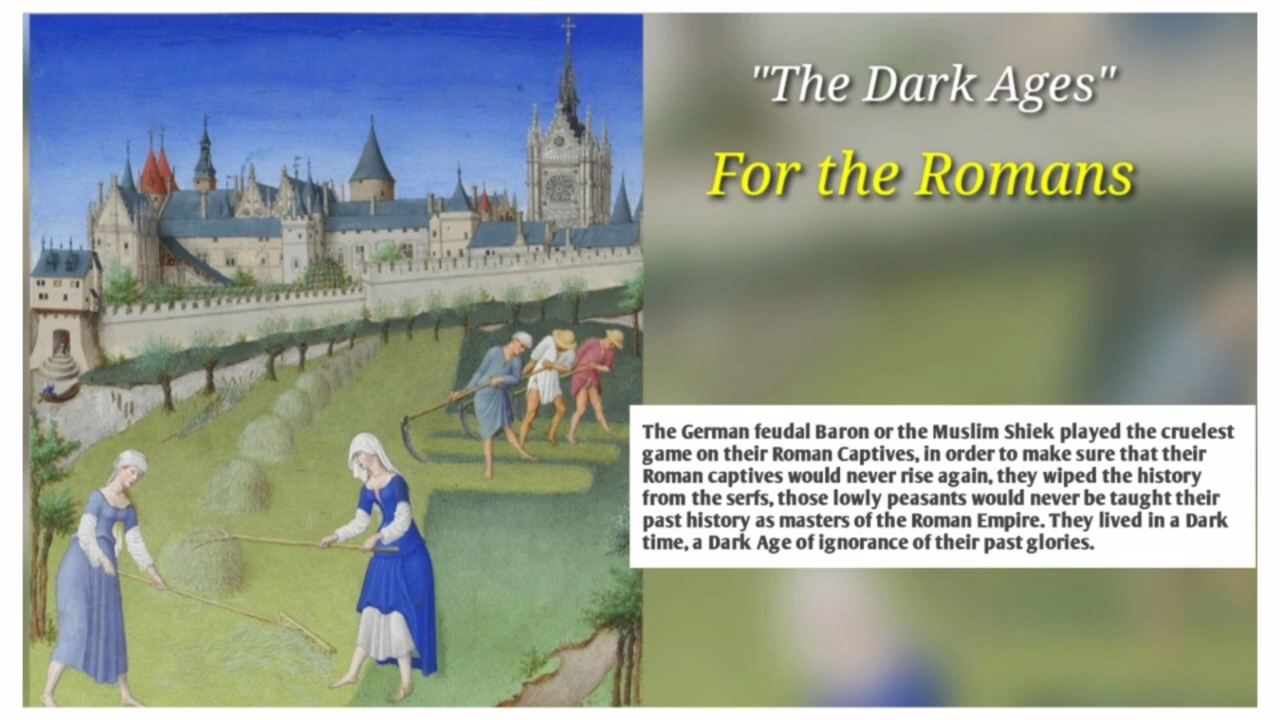 "The Dark Ages"
For the Romans
The German feudal Baron or the Muslim Shiek played the cruelest
game on their Roman Captives, in order to make sure that their
Roman captives would never rise again, they wiped the history
from the serfs, those lowly peasants would never be taught their
past history as masters of the Roman Empire. They lived in a Dark
time, a Dark Age of ignorance of their past glories.